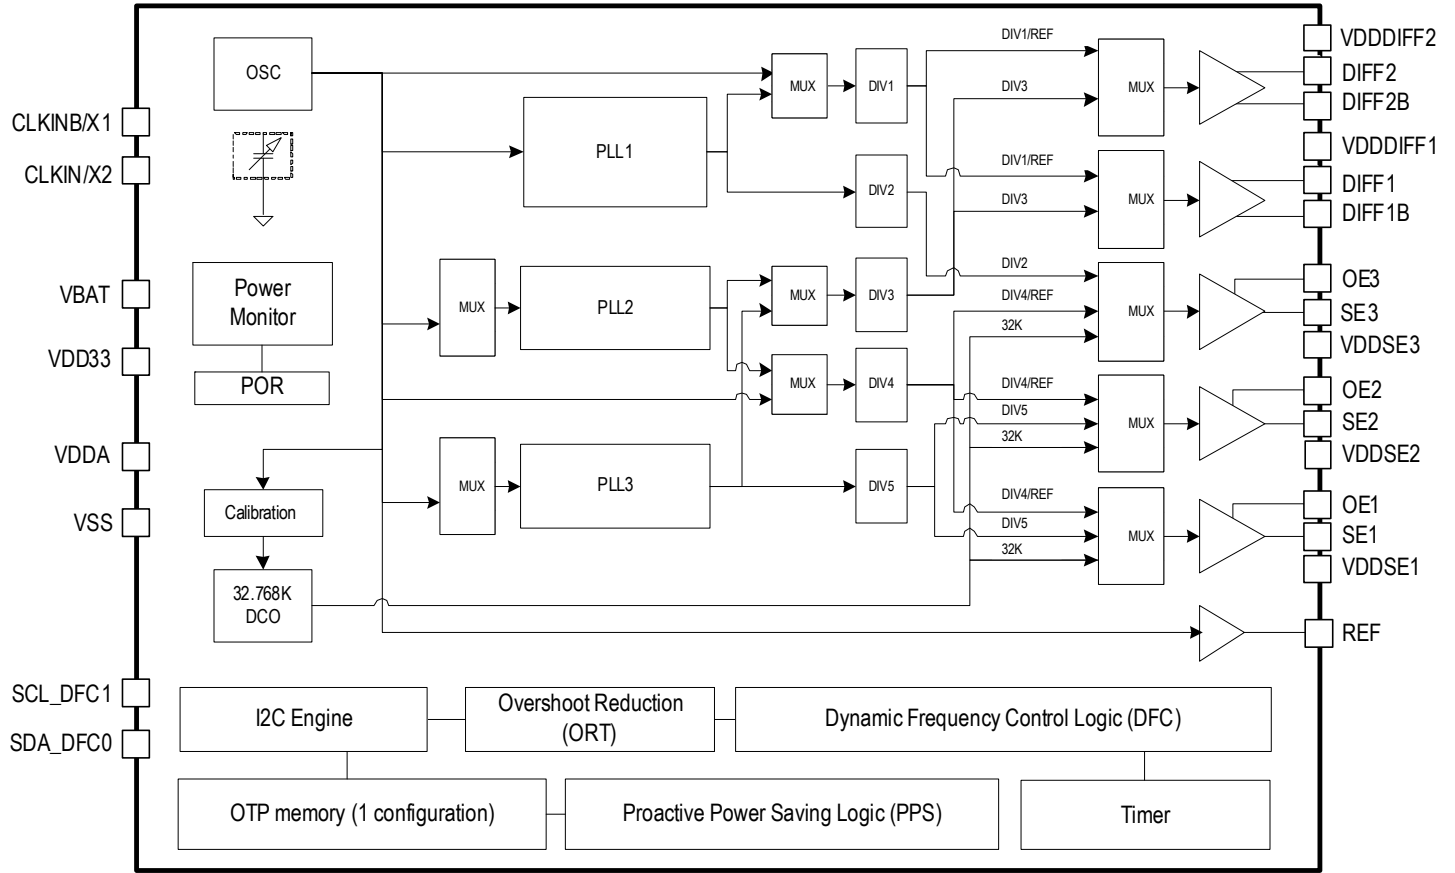 CLKINB/X1
CLKIN/X2
VBAT
VDD33
VDDA
VSS
SCL_DFC1
SDA_DFC0
OSC
Power
Monitor
POR
Calibration
32.768K
DCO
PLL1
MUX
PLL2
MUX
PLL3
MUX
DIV1
DIV2
MUX
DIV3
MUX
DIV4
DIV5
DIV1/REF
DIV3
MUX
DIV1/REF
DIV3
MUX
DIV2
DIV4/REF
32K
MUX
DIV4/REF
DIV5
32K
MUX
DIV4/REF
DIV5
32K
MUX
VDDDIFF2
DIFF2
DIFF2B
VDDDIFF1
DIFF1
DIFF1B
OE3
SE3
VDDSE3
OE2
SE2
VDDSE2
OE1
SE1
VDDSE1
REF
I2C Engine
Overshoot Reduction
(ORT)
Dynamic Frequency Control Logic (DFC)
OTP memory (1 configuration)
Proactive Power Saving Logic (PPS)
Timer